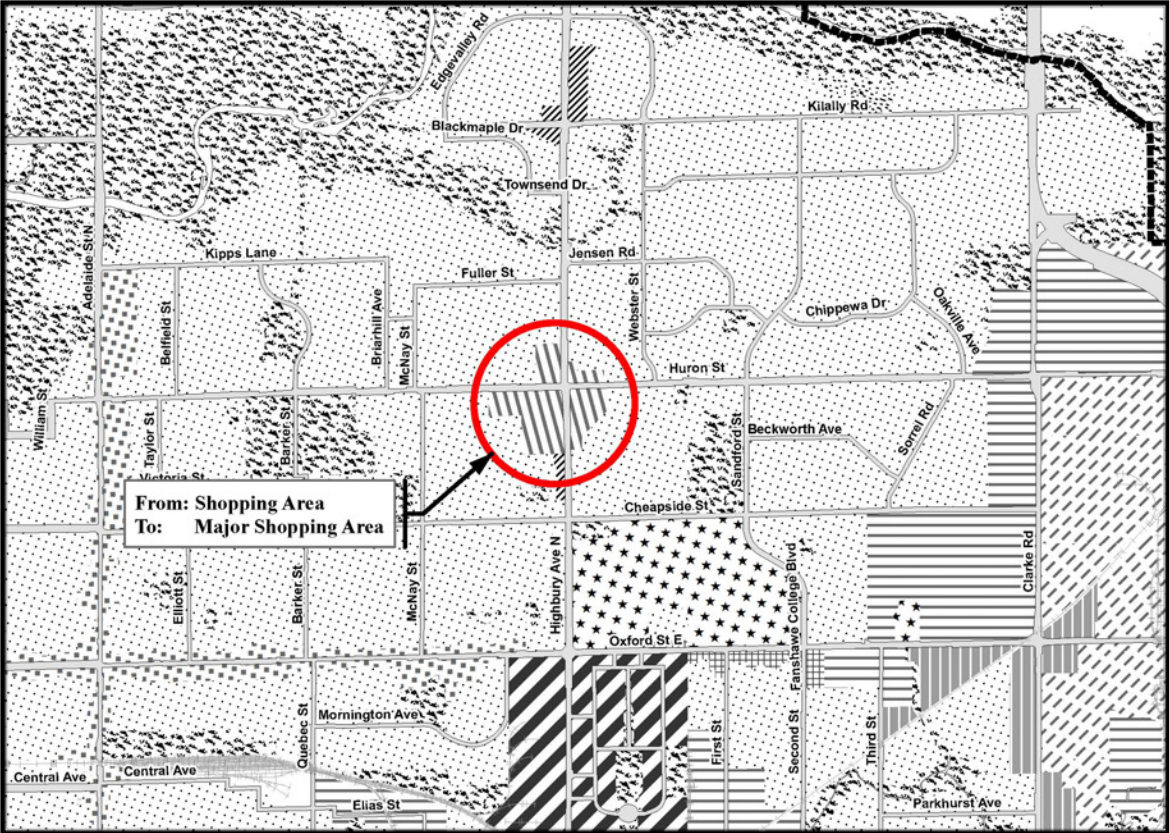 Edgevalley Rd
Kilally Rd
Blackmaple Dr
Townsend Dr
Adelaide St N
Kipps Lane
Jensen Rd
Fuller St
Webster St
Belfield St
Briarhill Ave
McNay St
Chippewa Dr
Oakville Ave
Huron St
William St
Taylor St
Barker St
Sandford St
Beckworth Ave
Sorrel Rd
Victoria St
From: Shopping Area
To: Major Shopping Area
Cheapside St
Elliott St
Barker St
McNay St
Highbury Ave N
Fanshawe College Blvd
Clarke Rd
Oxford St E
Quebec St
Mornington Ave
First St
Second St
Third St
Central Ave
Central Ave
Elias St
Parkhurst Ave